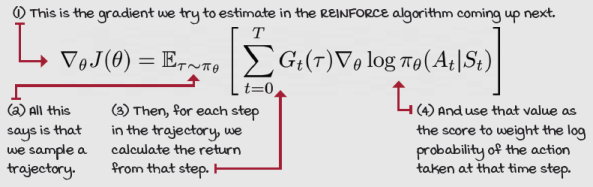 (1) This is the gradient we try to estimate in the REINFORCE algorithm coming up next.
∇θJ(θ) = 𝔼τ∼πθ [ ∑_{t=0}^{T} Gt(τ)∇θ log πθ(At|St) ]
(2) All this
says is that
we sample a
trajectory.
(3) Then, for each step
in the trajectory, we
calculate the return
from that step.
(4) And use that value as
the score to weight the log
probability of the action
taken at that time step.